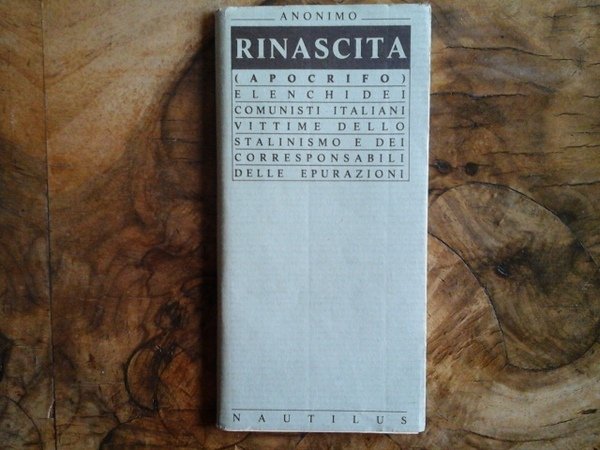 ANONIMO
RINASCITA
(APOCRIFO)
ELENCHI DEI
COMUNISTI ITALIANI
VITTIME DELLO
STALINISMO E DEI
CORRESPONSABILI
DELLE EPURAZIONI
NAUTILUS